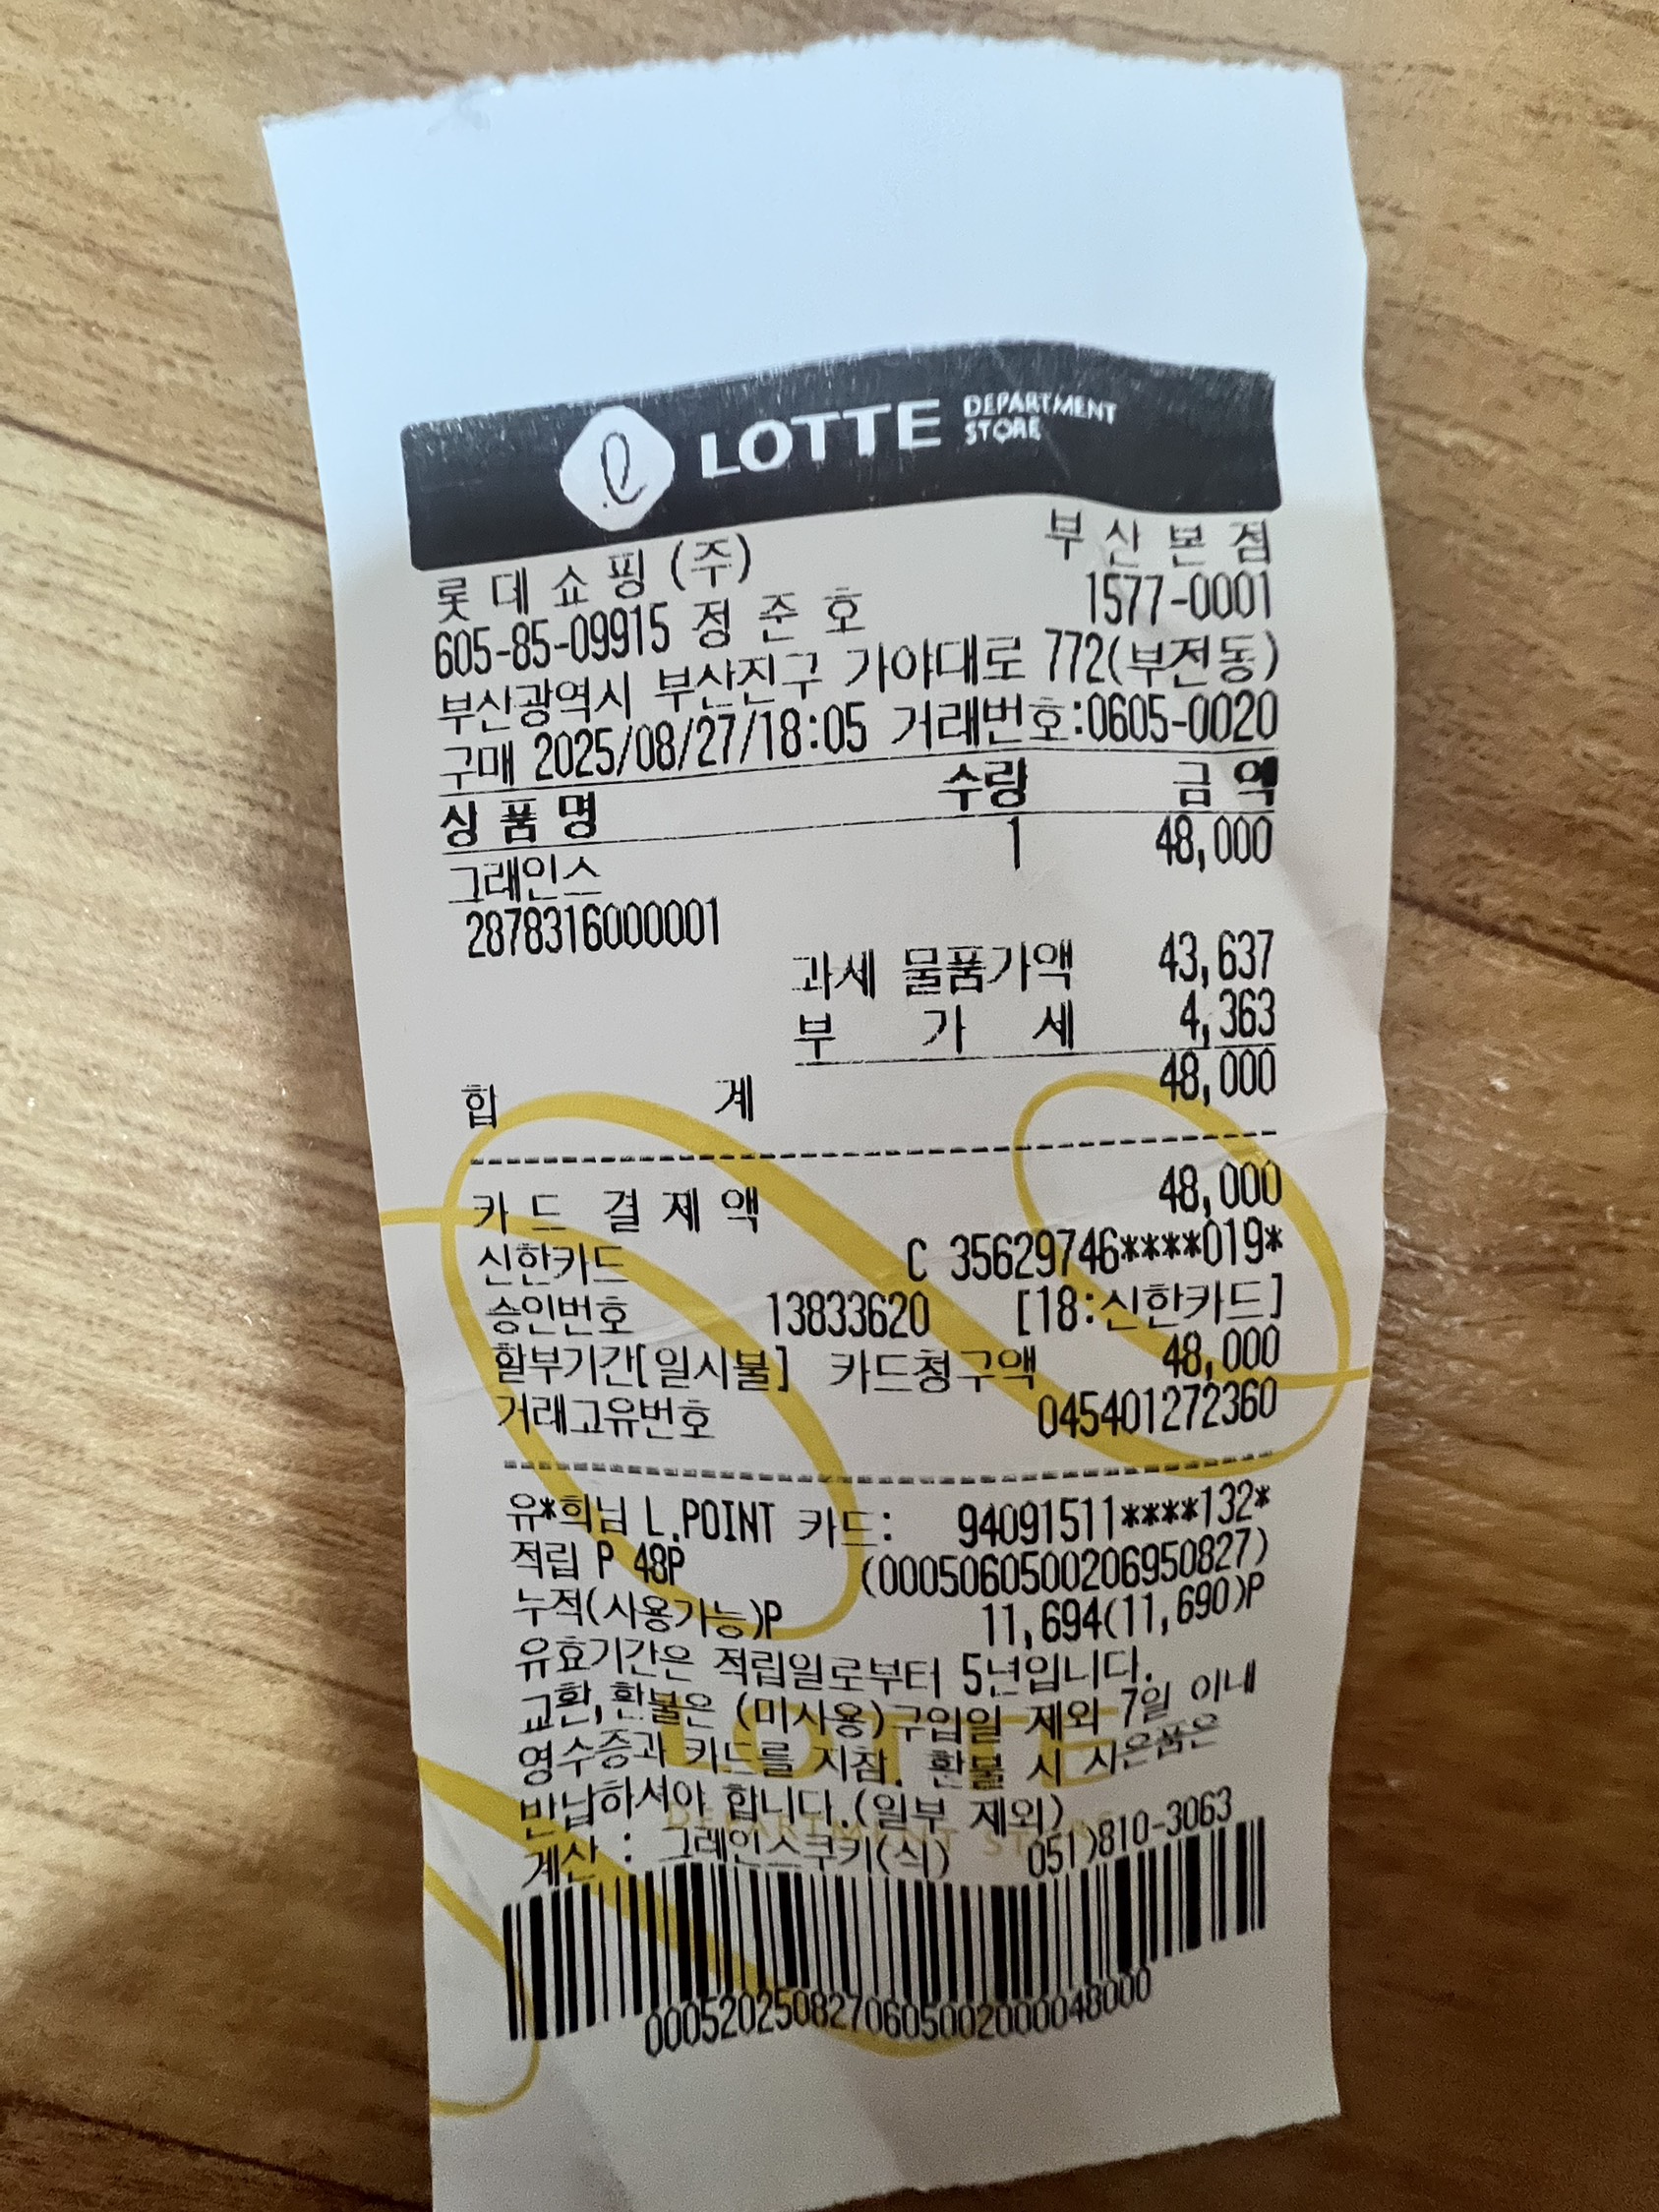 LOTTE DEPARTMENT STORE
롯데쇼핑(주) 부산본점
605-85-09915 정준호 1577-0001
부산광역시 부산진구 가야대로 772(부전동)
구매 2025/08/27/18:05 거래번호:0605-0020
상품명 수량 금액
그래인스 1 48,000
2878316000001
과세 물품가액 43,637
부 가 세 4,363
합 계 48,000
카드 결제액 48,000
신한카드 C 35629746****019*
승인번호 13833620 [18:신한카드]
할부기간[일시불] 카드청구액 48,000
거래고유번호 045401272360
유*희님 L.POINT 카드: 94091511****132*
적립 P 48P (00050605002069508​27)
누적(사용가능)P 11,694(11,690)P
유효기간은 적립일로부터 5년입니다.
교환,환불은 (미사용)구입일 제외 7일 이내
영수증과 카드를 지참. 환불 시 사은품은
반납하셔야 합니다.(일부 제외)
계산 : 그레인스쿠키(식) 051)810-3063
000520250827060500200​00048000